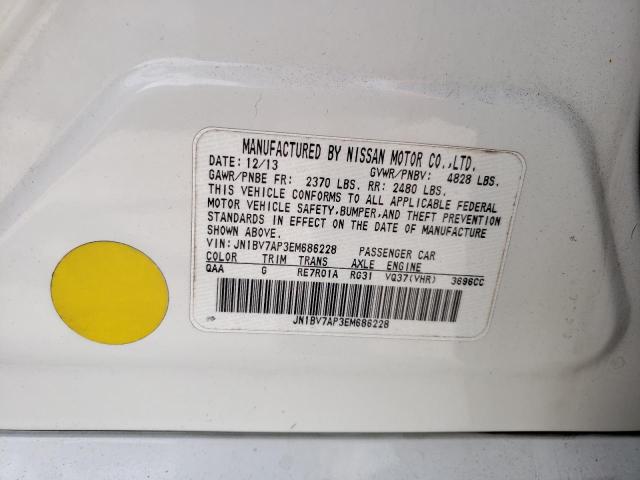 MANUFACTURED BY NISSAN MOTOR CO.,LTD.
DATE: 12/13 GVWR/PNBV: 4828 LBS.
GAWR/PNBE FR: 2370 LBS. RR: 2480 LBS.
THIS VEHICLE CONFORMS TO ALL APPLICABLE FEDERAL
MOTOR VEHICLE SAFETY,BUMPER,AND THEFT PREVENTION
STANDARDS IN EFFECT ON THE DATE OF MANUFACTURE
SHOWN ABOVE.
VIN: JN1BV7AP3EM686228 PASSENGER CAR
COLOR TRIM TRANS AXLE ENGINE
QAA G RE7R01A RG31 VQ37(VHR) 3696CC
JN1BV7AP3EM686228